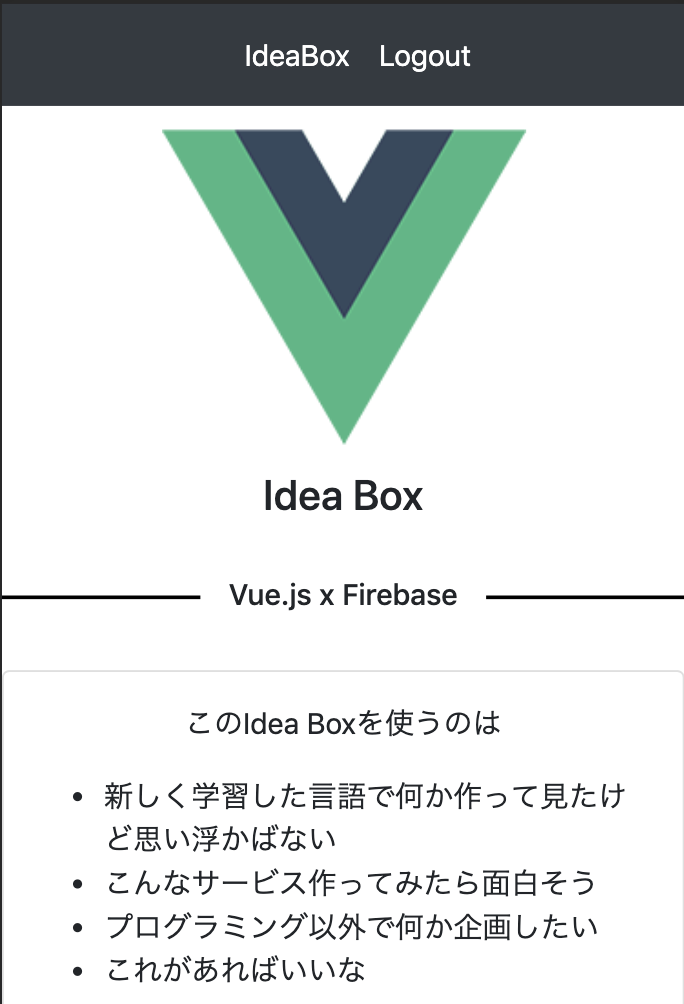 IdeaBox Logout
Idea Box
Vue.js x Firebase
このIdea Boxを使うのは
• 新しく学習した言語で何か作って見たけ
ど思い浮かばない
• こんなサービス作ってみたら面白そう
• プログラミング以外で何か企画したい
• これがあればいいな